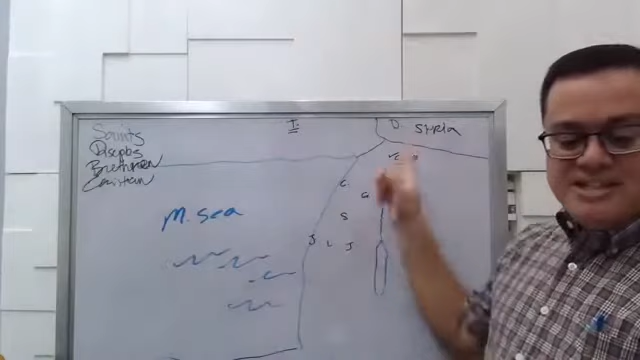 I.
D. SYRIA
Saints
Disciples
Brethren
Christian
C
G
M. Sea
S
J L J